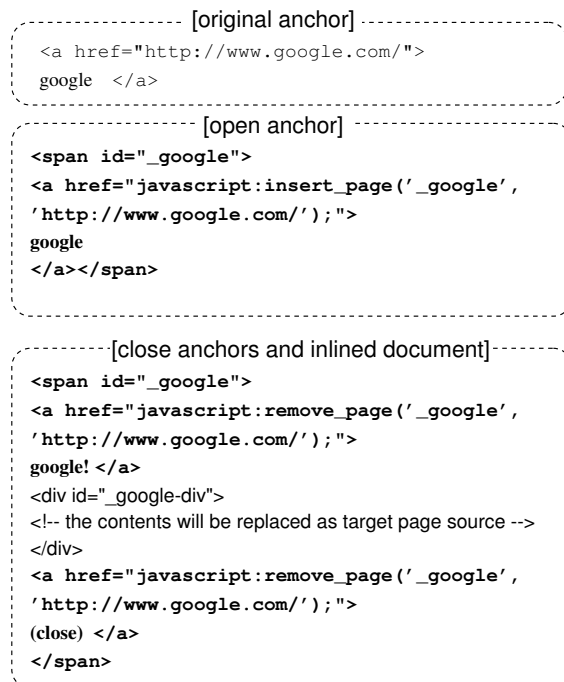 [original anchor]
<a href="http://www.google.com/">
google </a>
[open anchor]
<span id="_google">
<a href="javascript:insert_page('_google',
'http://www.google.com/');">
google
</a></span>
[close anchors and inlined document]
<span id="_google">
<a href="javascript:remove_page('_google',
'http://www.google.com/');">
google! </a>
<div id="_google-div">
<!-- the contents will be replaced as target page source -->
</div>
<a href="javascript:remove_page('_google',
'http://www.google.com/');">
(close) </a>
</span>